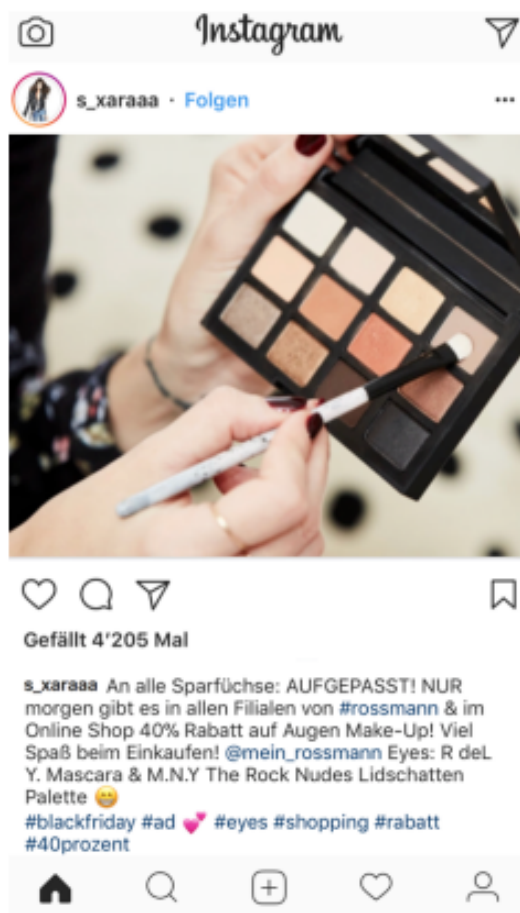 Instagram
s_xaraaa · Folgen
Gefällt 4'205 Mal
s_xaraaa An alle Sparfüchse: AUFGEPASST! NUR
morgen gibt es in allen Filialen von #rossmann & im
Online Shop 40% Rabatt auf Augen Make-Up! Viel
Spaß beim Einkaufen! @mein_rossmann Eyes: R deL
Y. Mascara & M.N.Y The Rock Nudes Lidschatten
Palette 😁
#blackfriday #ad 💕 #eyes #shopping #rabatt
#40prozent